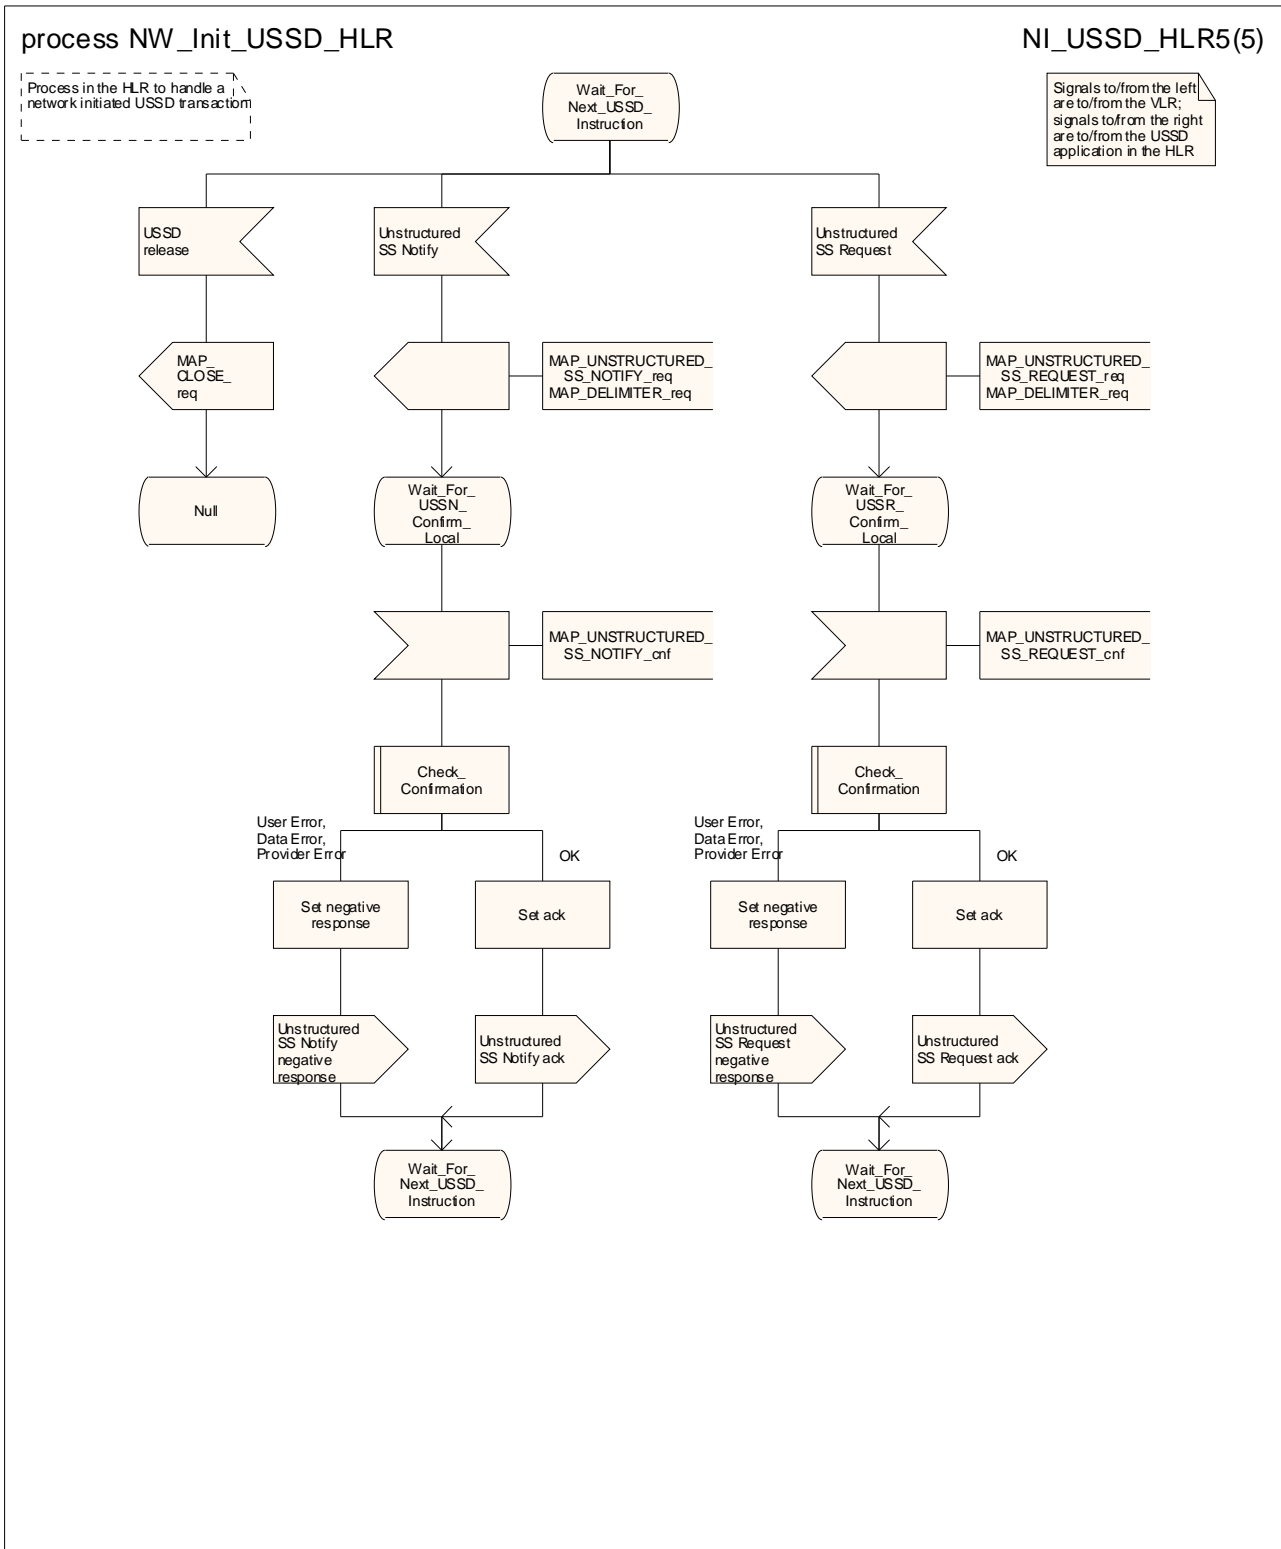 process NW_Init_USSD_HLR
NI_USSD_HLR5(5)
Process in the HLR to handle a
network initiated USSD transaction
Wait_For_
Next_USSD_
Instruction
Signals to/from the left
are to/from the VLR;
signals to/from the right
are to/from the USSD
application in the HLR
USSD
release
Unstructured
SS Notify
Unstructured
SS Request
MAP_
CLOSE_
req
MAP_UNSTRUCTURED_
SS_NOTIFY_req
MAP_DELIMITER_req
MAP_UNSTRUCTURED_
SS_REQUEST_req
MAP_DELIMITER_req
Null
Wait_For_
USSN_
Confirm_
Local
Wait_For_
USSR_
Confirm_
Local
MAP_UNSTRUCTURED_
SS_NOTIFY_cnf
MAP_UNSTRUCTURED_
SS_REQUEST_cnf
Check_
Confirmation
Check_
Confirmation
User Error,
Data Error,
Provider Error
OK
User Error,
Data Error,
Provider Error
OK
Set negative
response
Set ack
Set negative
response
Set ack
Unstructured
SS Notify
negative
response
Unstructured
SS Notify ack
Unstructured
SS Request
negative
response
Unstructured
SS Request ack
Wait_For_
Next_USSD_
Instruction
Wait_For_
Next_USSD_
Instruction